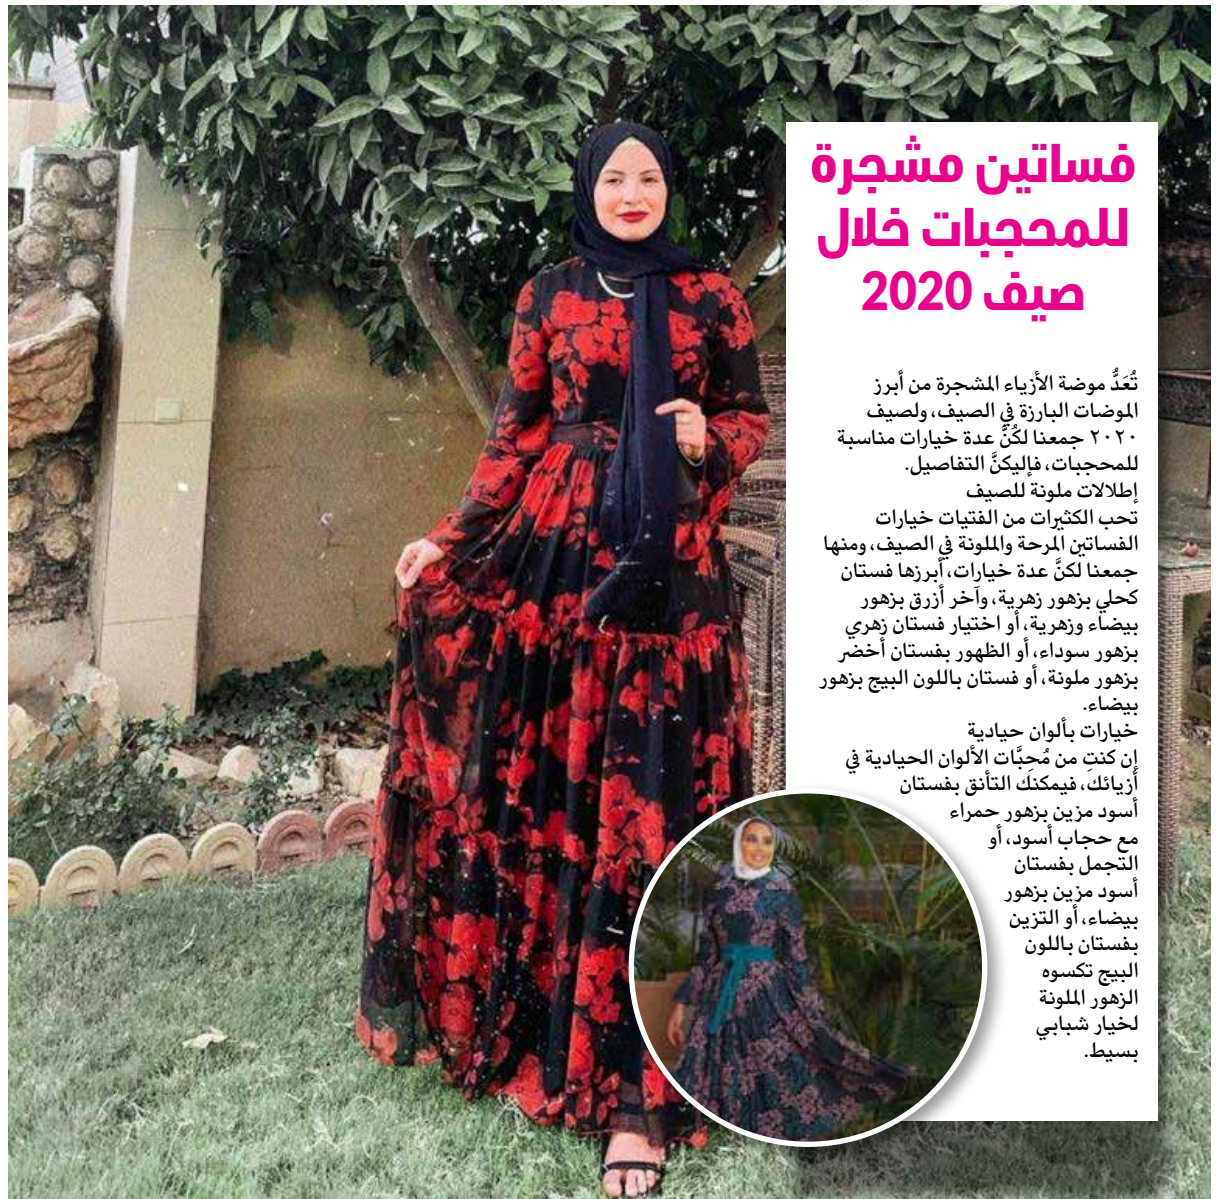 فساتين مشجرة
للمحجبات خلال
صيف 2020
تُعَدُّ موضة الأزياء المشجرة من أبرز
الموضات البارزة في الصيف، ولصيف
٢٠٢٠ جمعنا لكُنَّ عدة خيارات مناسبة
للمحجبات، فإليكنَّ التفاصيل.
إطلالات ملونة للصيف
تحب الكثيرات من الفتيات خيارات
الفساتين المرحة والملونة في الصيف، ومنها
جمعنا لكنَّ عدة خيارات، أبرزها فستان
كحلي بزهور زهرية، وآخر أزرق بزهور
بيضاء وزهرية، أو اختيار فستان زهري
بزهور سوداء، أو الظهور بفستان أخضر
بزهور ملونة، أو فستان باللون البيج بزهور
بيضاء.
خيارات بألوان حيادية
إن كنتِ من مُحِبَّات الألوان الحيادية في
أزيائك، فيمكنك التأنق بفستان
أسود مزين بزهور حمراء
مع حجاب أسود، أو
التجمل بفستان
أسود مزين بزهور
بيضاء، أو التزين
بفستان باللون
البيج تكسوه
الزهور الملونة
لخيار شبابي
بسيط.